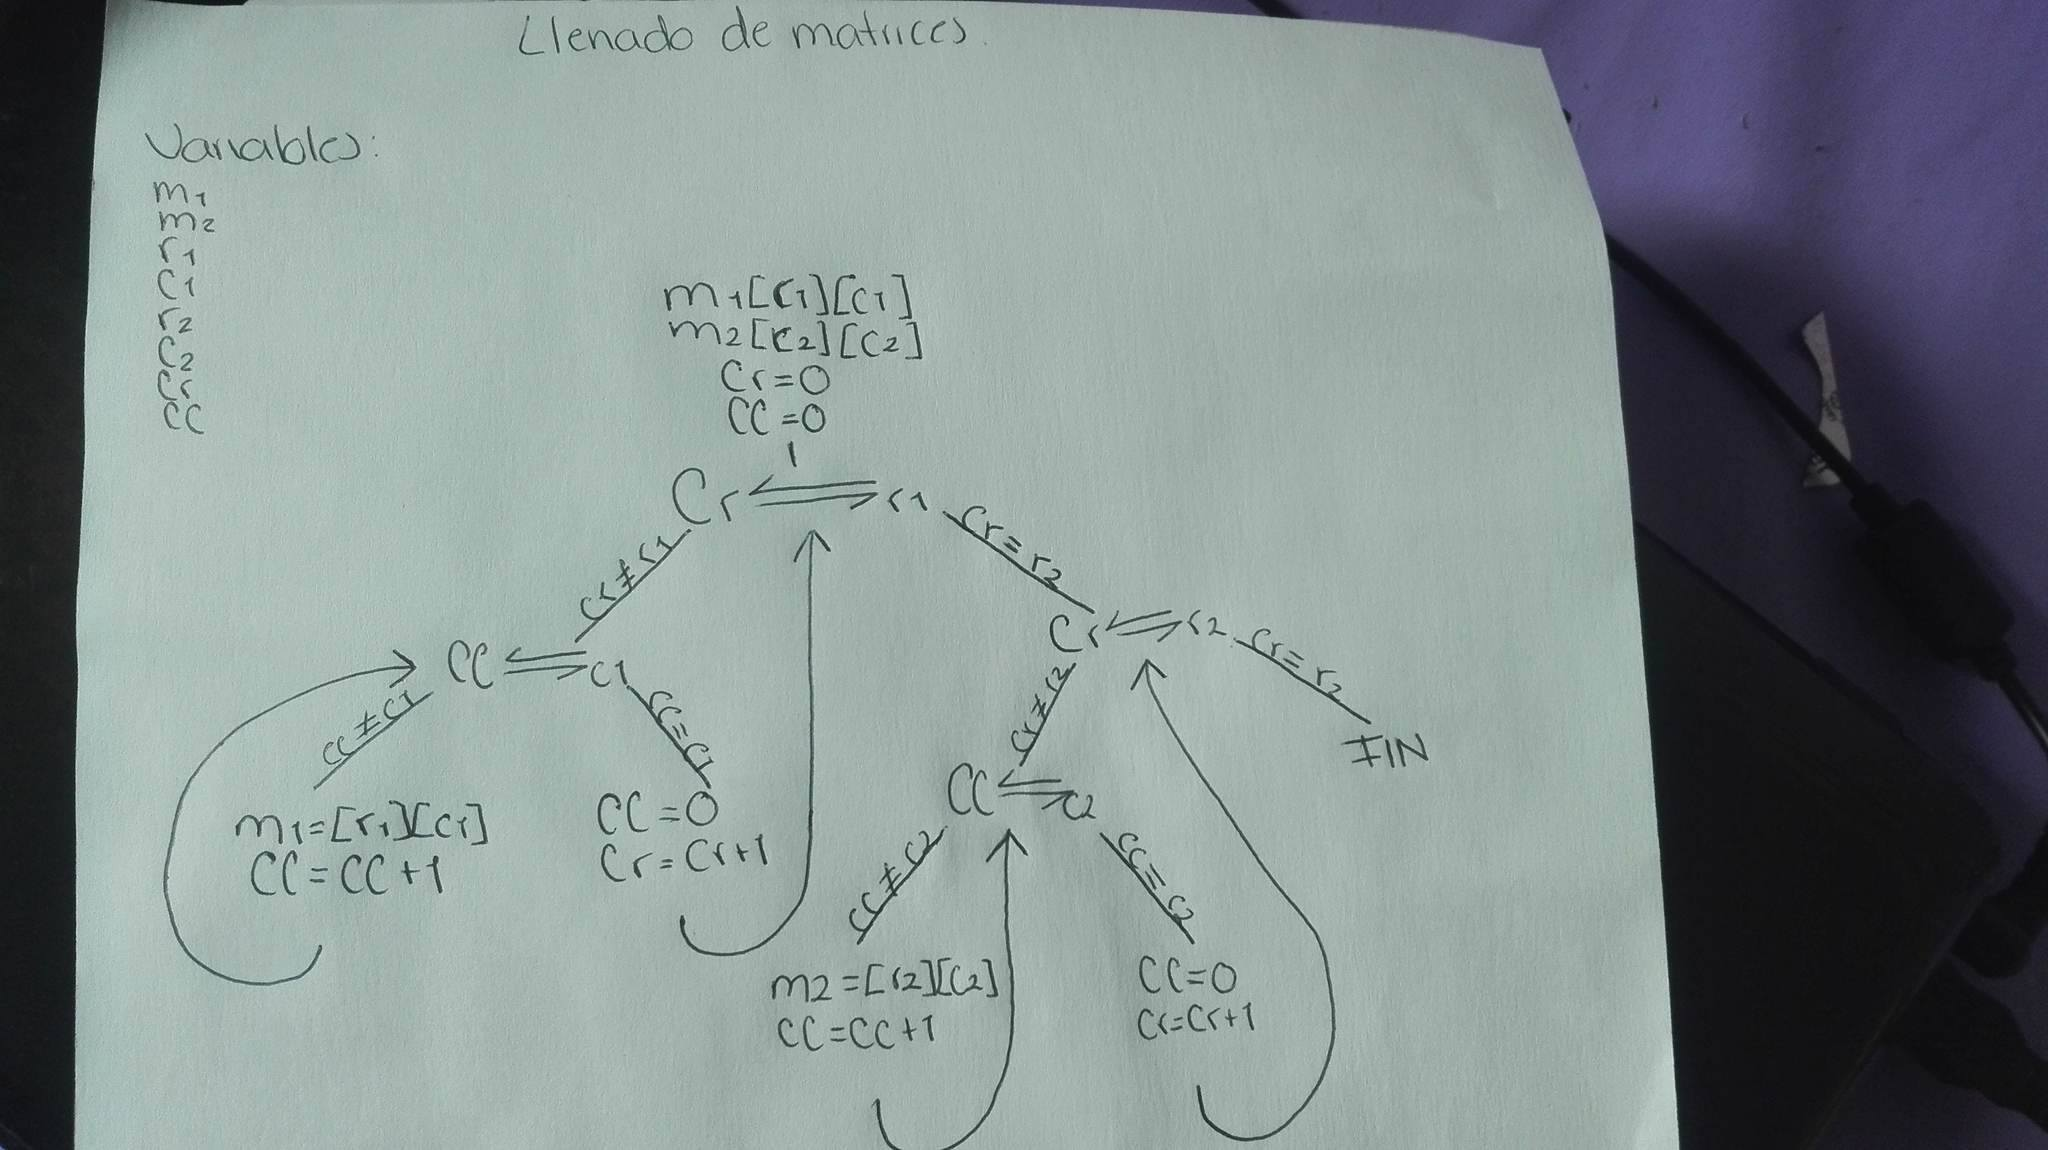 Llenado de matrices.
Variables:
m1
m2
r1
C1
r2
C2
Cr
CC
m1[r1][c1]
m2[r2][c2]
Cr=0
CC=0
Cr ⇌ r1
Cr≠r1
Cr=r2
CC ⇌ C1
Cr ⇌ r2
Cr=r2
FIN
CC≠C1
CC=C1
Cr≠r2
m1=[r1][c1]
CC=CC+1
CC=0
Cr=Cr+1
CC ⇌ C2
CC≠C2
CC=C2
m2=[r2][c2]
CC=CC+1
CC=0
Cr=Cr+1